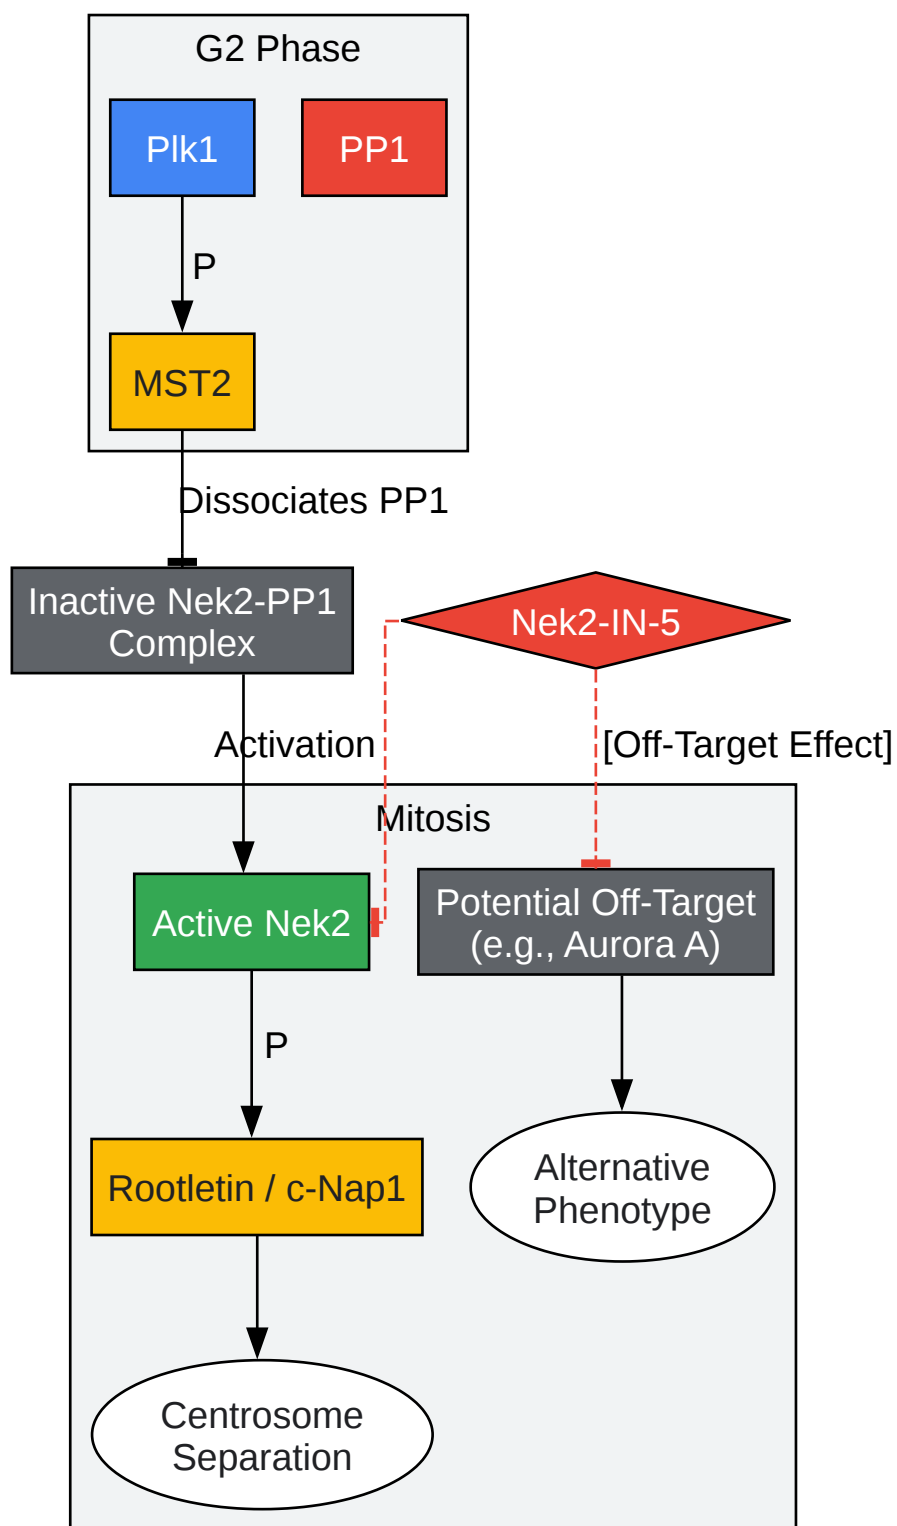 G2 Phase
Plk1
PP1
P
MST2
Dissociates PP1
Inactive Nek2-PP1
Complex
Nek2-IN-5
Activation
[Off-Target Effect]
Mitosis
Active Nek2
Potential Off-Target
(e.g., Aurora A)
P
Rootletin / c-Nap1
Alternative
Phenotype
Centrosome
Separation